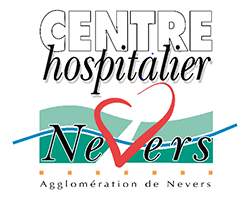 CENTRE
hospitalier
Nevers
Agglomération de Nevers